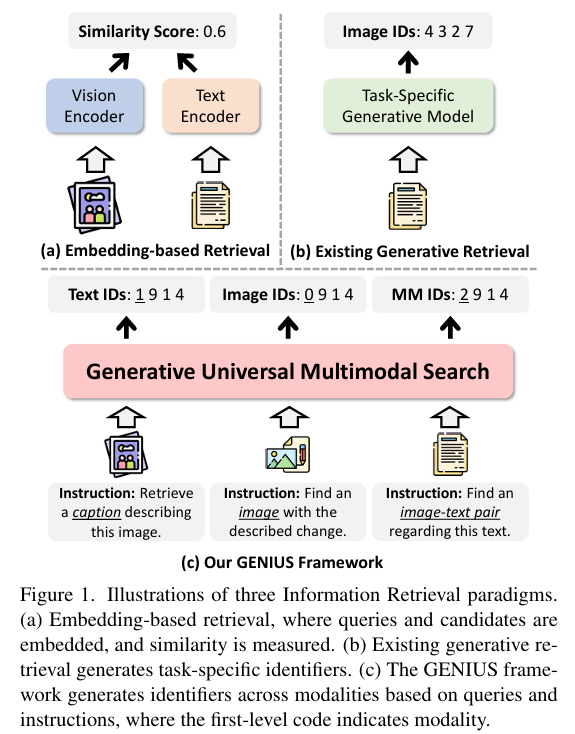 Similarity Score: 0.6
Vision
Encoder
Text
Encoder
(a) Embedding-based Retrieval
Image IDs: 4 3 2 7
Task-Specific
Generative Model
(b) Existing Generative Retrieval
Text IDs: 1 9 1 4
Image IDs: 0 9 1 4
MM IDs: 2 9 1 4
Generative Universal Multimodal Search
Instruction: Retrieve
a caption describing
this image.
Instruction: Find an
image with the
described change.
Instruction: Find an
image-text pair
regarding this text.
(c) Our GENIUS Framework
Figure 1. Illustrations of three Information Retrieval paradigms.
(a) Embedding-based retrieval, where queries and candidates are
embedded, and similarity is measured. (b) Existing generative re-
trieval generates task-specific identifiers. (c) The GENIUS frame-
work generates identifiers across modalities based on queries and
instructions, where the first-level code indicates modality.